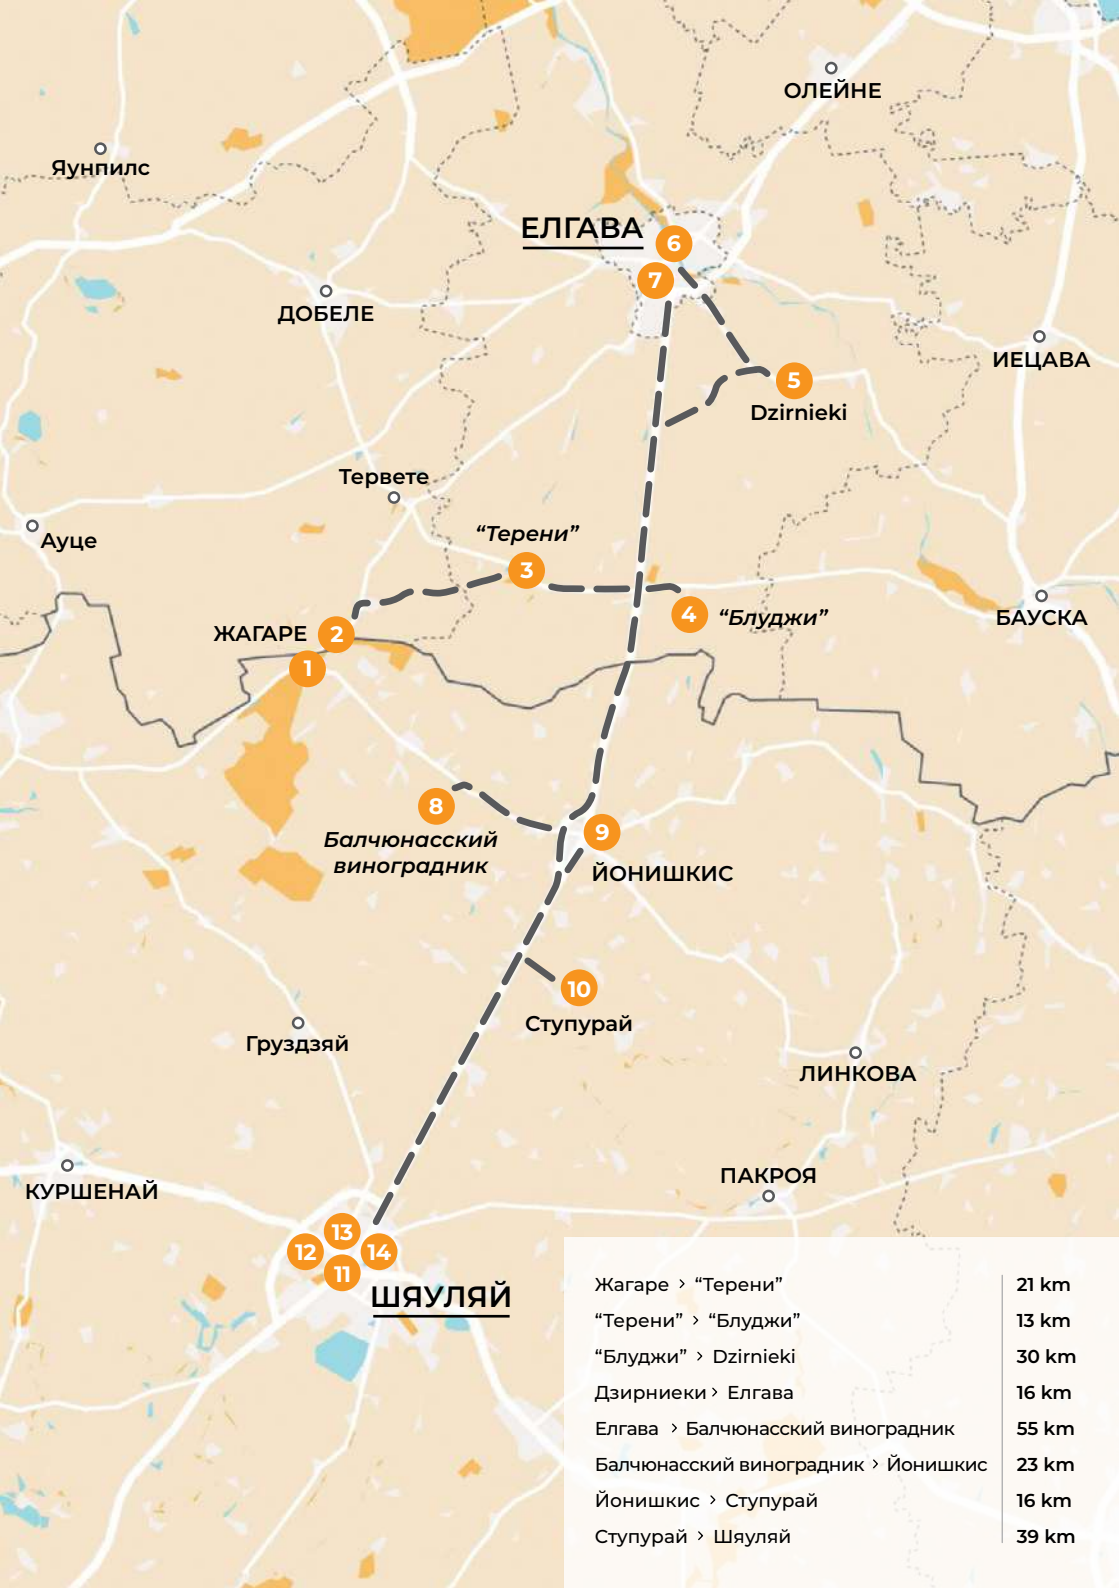 ОЛЕЙНЕ
Яунпилс
ЕЛГАВА
6
7
ДОБЕЛЕ
ИЕЦАВА
5
Dzirnieki
Тервете
“Терени”
Ауце
3
4
“Блуджи”
БАУСКА
ЖАГАРЕ
2
1
8
Балчюнасский
виноградник
9
ЙОНИШКИС
10
Ступурай
Груздзяй
ЛИНКОВА
КУРШЕНАЙ
ПАКРОЯ
13
12
14
11
ШЯУЛЯЙ
Жагаре › “Терени” 21 km
“Терени” › “Блуджи” 13 km
“Блуджи” › Dzirnieki 30 km
Дзирниеки › Елгава 16 km
Елгава › Балчюнасский виноградник 55 km
Балчюнасский виноградник › Йонишкис 23 km
Йонишкис › Ступурай 16 km
Ступурай › Шяуляй 39 km